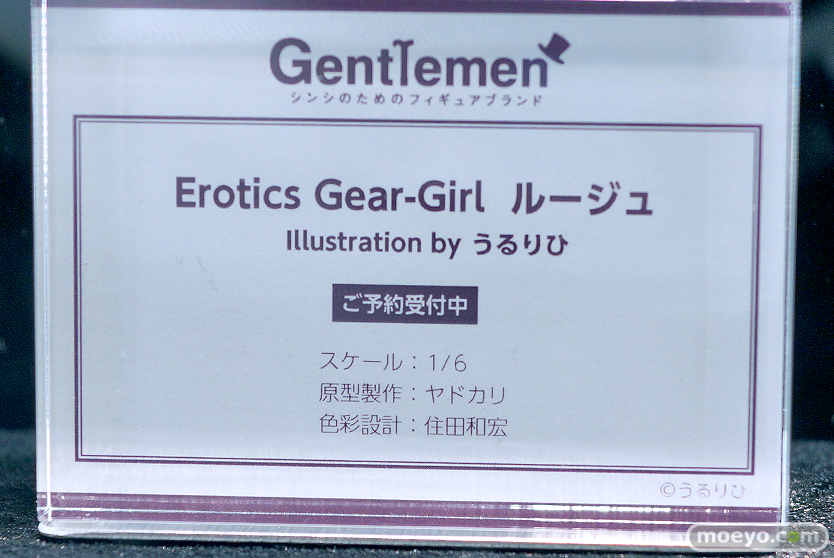 Gentlemen
シンシのためのフィギュアブランド
Erotics Gear-Girl ルージュ
Illustration by うるりひ
ご予約受付中
スケール：1/6
原型製作：ヤドカリ
色彩設計：住田和宏
©うるりひ
moeyo.com